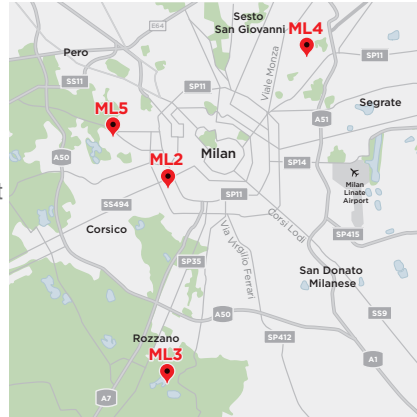 Sesto
San Giovanni
ML4
E64
Pero
SP11
SS11
SP11
Viale Monza
ML5
Segrate
A51
A50
ML2
Milan
SP14
Milan
Linate
Airport
t
SS494
SP11
Corsico
Via Virgilio Ferrari
Corsi Lodi
SP415
SP35
San Donato
Milanese
A50
SS9
Rozzano
ML3
SP412
A1
A7